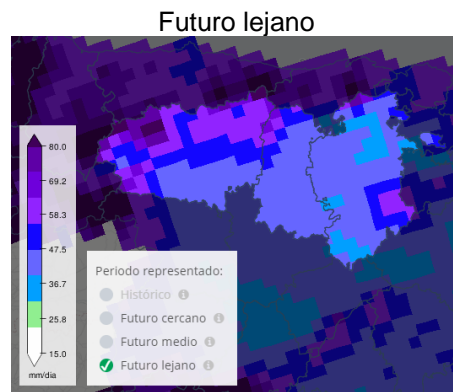 Futuro lejano
80.0
69.2
58.3
47.5
36.7
25.8
15.0
mm/dia
Periodo representado:
Histórico
Futuro cercano
Futuro medio
Futuro lejano